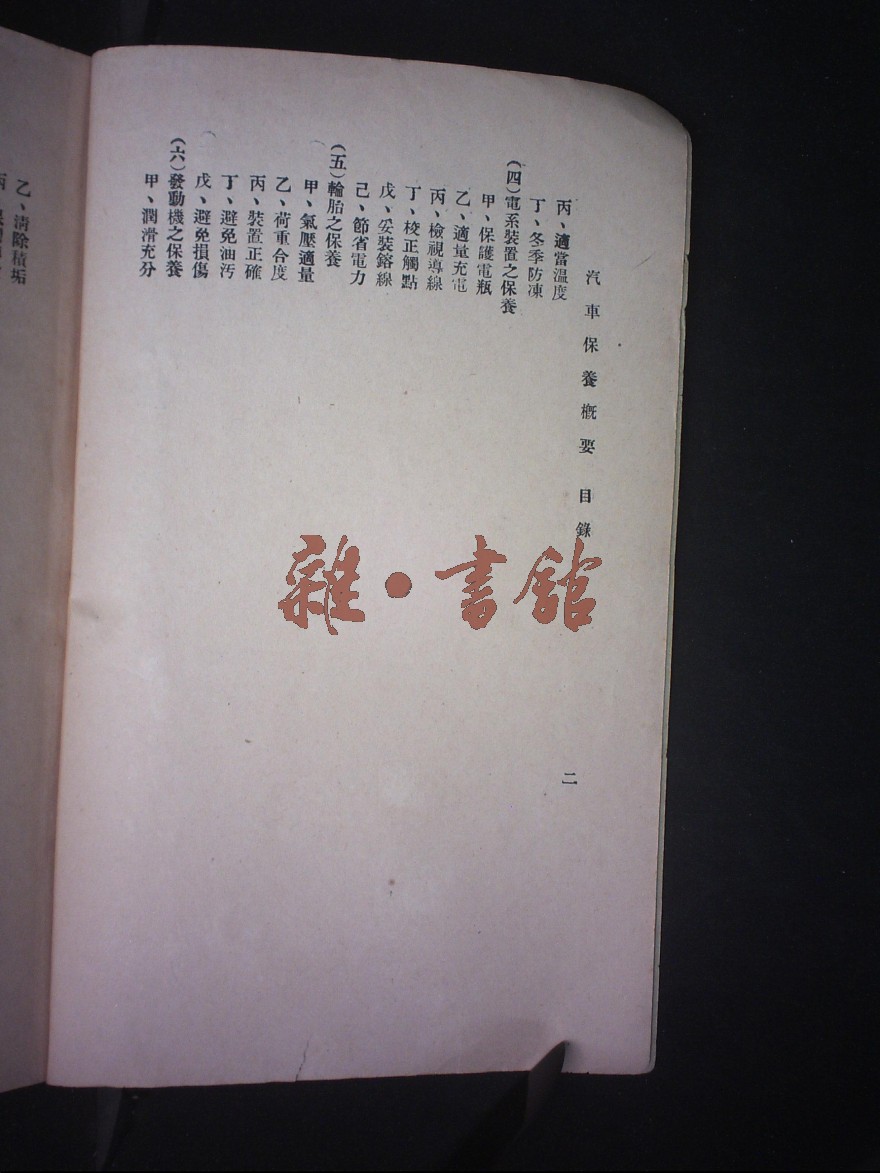 汽車保養概要 目錄
二
丙、適當温度
丁、冬季防凍
(四)電系裝置之保養
甲、保護電瓶
乙、適量充電
丙、檢視導線
丁、校正觸點
戊、妥裝鎔線
己、節省電力
(五)輪胎之保養
甲、氣壓適量
乙、荷重合度
丙、裝置正確
丁、避免油汚
戊、避免損傷
(六)發動機之保養
甲、潤滑充分
乙、淸除積垢
雜·書館